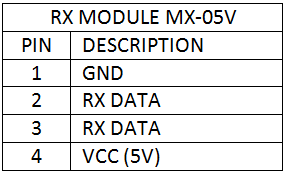 RX MODULE MX-05V
PIN DESCRIPTION
1 GND
2 RX DATA
3 RX DATA
4 VCC (5V)